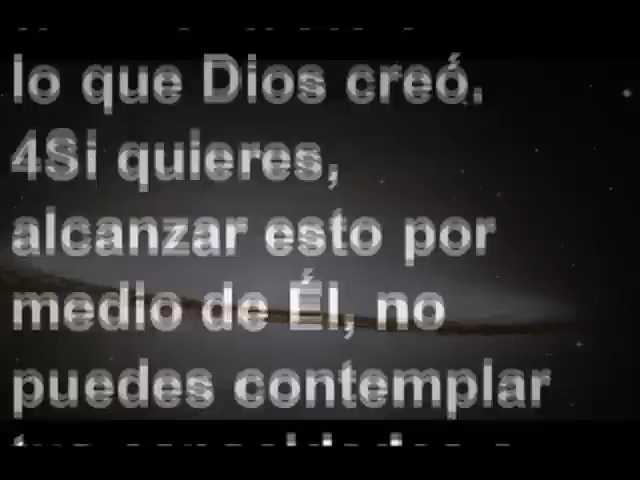 lo que Dios creó.
4Si quieres,
alcanzar esto por
medio de Él, no
puedes contemplar